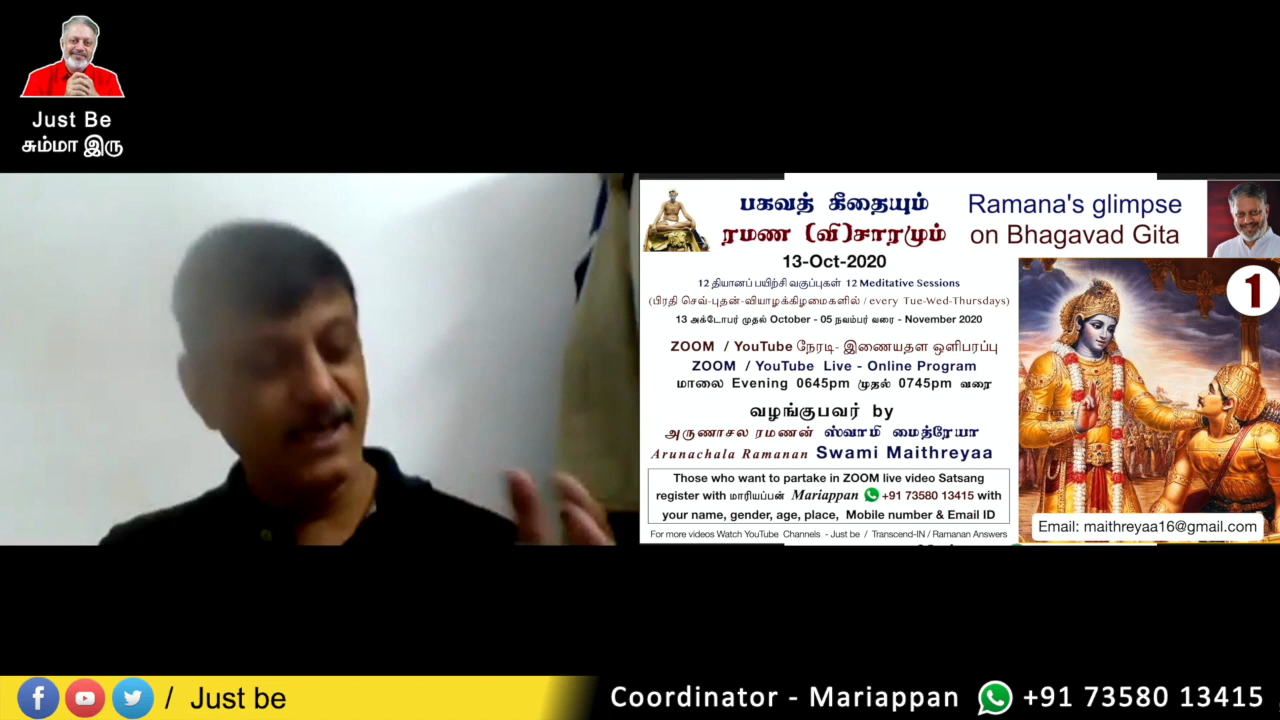 Just Be
சும்மா இரு
பகவத் கீதையும்
ரமண (வி)சாரமும்
Ramana's glimpse
on Bhagavad Gita
13-Oct-2020
12 தியானப் பயிற்சி வகுப்புகள் 12 Meditative Sessions
(பிரதி செவ்-புதன்-வியாழக்கிழமைகளில் / every Tue-Wed-Thursdays)
13 அக்டோபர் முதல் October - 05 நவம்பர் வரை - November 2020
ZOOM / YouTube நேரடி- இணையதள ஒளிபரப்பு
ZOOM / YouTube Live - Online Program
மாலை Evening 0645pm முதல் 0745pm வரை
வழங்குபவர் by
அருணாசல ரமணன் ஸ்வாமி மைத்ரேயா
Arunachala Ramanan Swami Maithreyaa
Those who want to partake in ZOOM live video Satsang
register with மாரியப்பன் Mariappan +91 73580 13415 with
your name, gender, age, place, Mobile number & Email ID
For more videos Watch YouTube Channels - Just be / Transcend-IN / Ramanan Answers
1
Email: maithreyaa16@gmail.com
/ Just be
Coordinator - Mariappan +91 73580 13415